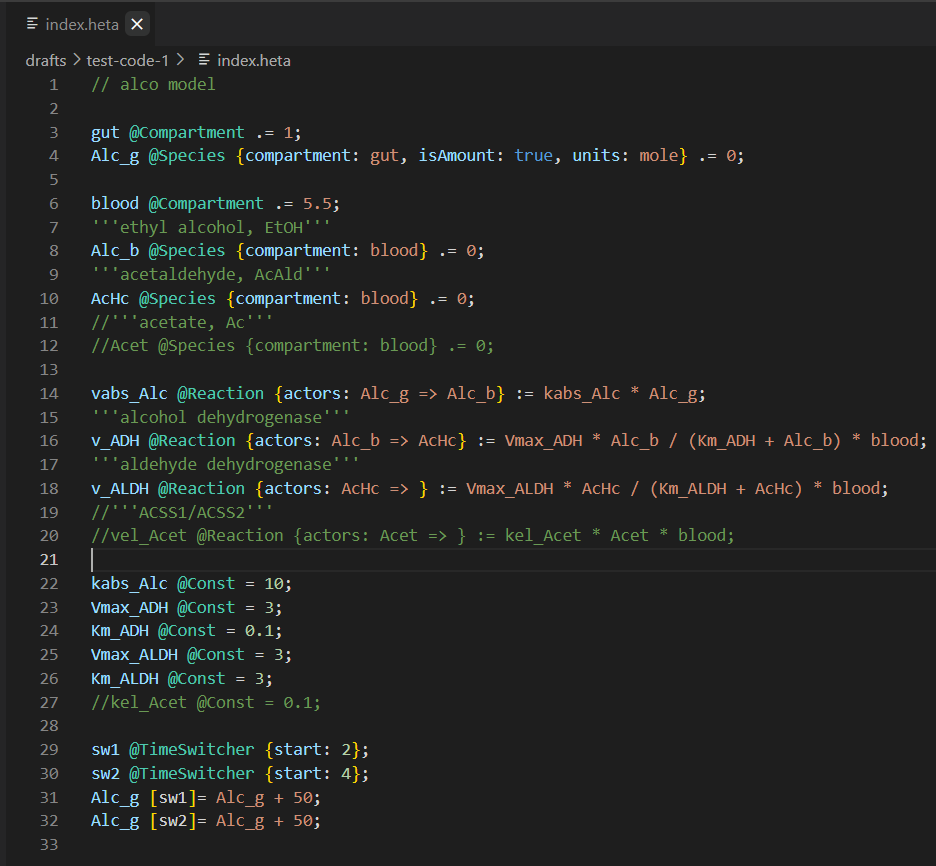 index.heta
drafts > test-code-1 > index.heta
1 // alco model
2
3 gut @Compartment .= 1;
4 Alc_g @Species {compartment: gut, isAmount: true, units: mole} .= 0;
5
6 blood @Compartment .= 5.5;
7 '''ethyl alcohol, EtOH'''
8 Alc_b @Species {compartment: blood} .= 0;
9 '''acetaldehyde, AcAld'''
10 AcHc @Species {compartment: blood} .= 0;
11 //'''acetate, Ac'''
12 //Acet @Species {compartment: blood} .= 0;
13
14 vabs_Alc @Reaction {actors: Alc_g => Alc_b} := kabs_Alc * Alc_g;
15 '''alcohol dehydrogenase'''
16 v_ADH @Reaction {actors: Alc_b => AcHc} := Vmax_ADH * Alc_b / (Km_ADH + Alc_b) * blood;
17 '''aldehyde dehydrogenase'''
18 v_ALDH @Reaction {actors: AcHc => } := Vmax_ALDH * AcHc / (Km_ALDH + AcHc) * blood;
19 //'''ACSS1/ACSS2'''
20 //vel_Acet @Reaction {actors: Acet => } := kel_Acet * Acet * blood;
21
22 kabs_Alc @Const = 10;
23 Vmax_ADH @Const = 3;
24 Km_ADH @Const = 0.1;
25 Vmax_ALDH @Const = 3;
26 Km_ALDH @Const = 3;
27 //kel_Acet @Const = 0.1;
28
29 sw1 @TimeSwitcher {start: 2};
30 sw2 @TimeSwitcher {start: 4};
31 Alc_g [sw1]= Alc_g + 50;
32 Alc_g [sw2]= Alc_g + 50;
33